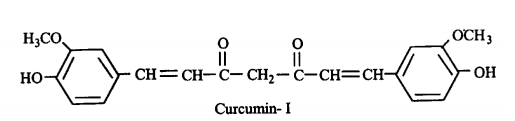 H₃CO OCH₃
O O
HO CH=CH–C–CH₂–C–CH=CH OH
Curcumin- I